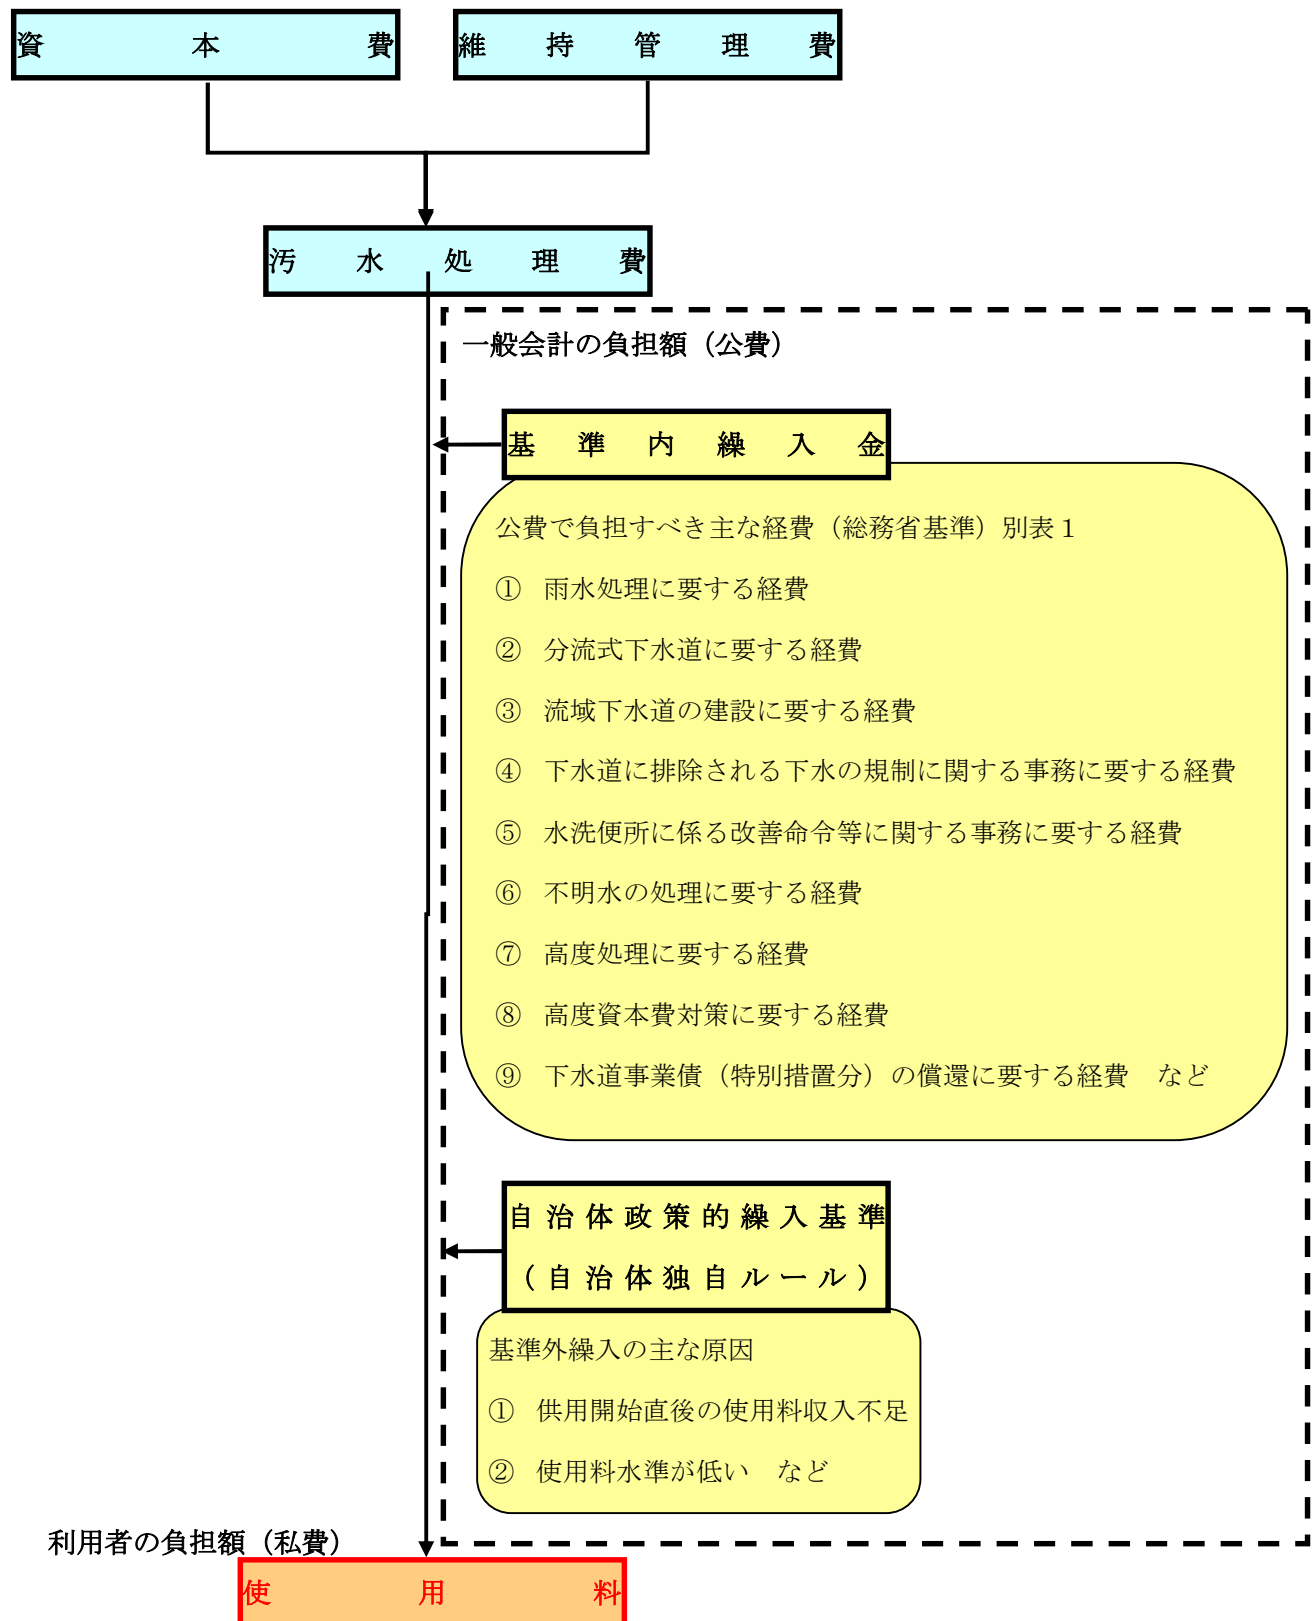 資本費
維持管理費
汚水処理費
一般会計の負担額（公費）
基準内繰入金
公費で負担すべき主な経費（総務省基準）別表１
① 雨水処理に要する経費
② 分流式下水道に要する経費
③ 流域下水道の建設に要する経費
④ 下水道に排除される下水の規制に関する事務に要する経費
⑤ 水洗便所に係る改善命令等に関する事務に要する経費
⑥ 不明水の処理に要する経費
⑦ 高度処理に要する経費
⑧ 高度資本費対策に要する経費
⑨ 下水道事業債（特別措置分）の償還に要する経費　など
自治体政策的繰入基準
（自治体独自ルール）
基準外繰入の主な原因
① 供用開始直後の使用料収入不足
② 使用料水準が低い　など
利用者の負担額（私費）
使用料